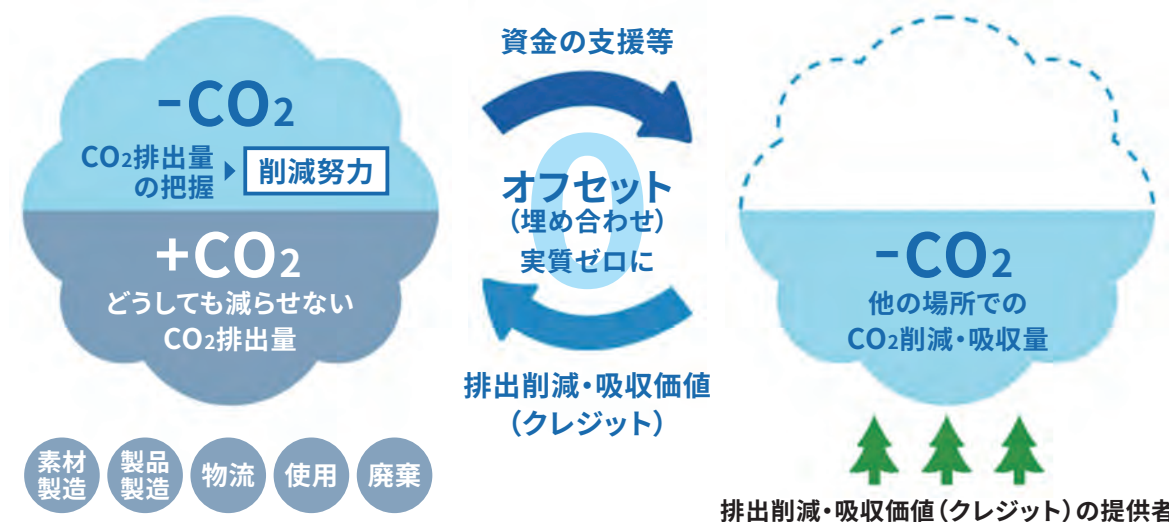 -CO2
CO2排出量
の把握
削減努力
+CO2
どうしても減らせない
CO2排出量
素材
製造
製品
製造
物流
使用
廃棄
資金の支援等
0
オフセット
(埋め合わせ)
実質ゼロに
排出削減・吸収価値
(クレジット)
-CO2
他の場所での
CO2削減・吸収量
排出削減・吸収価値(クレジット)の提供者